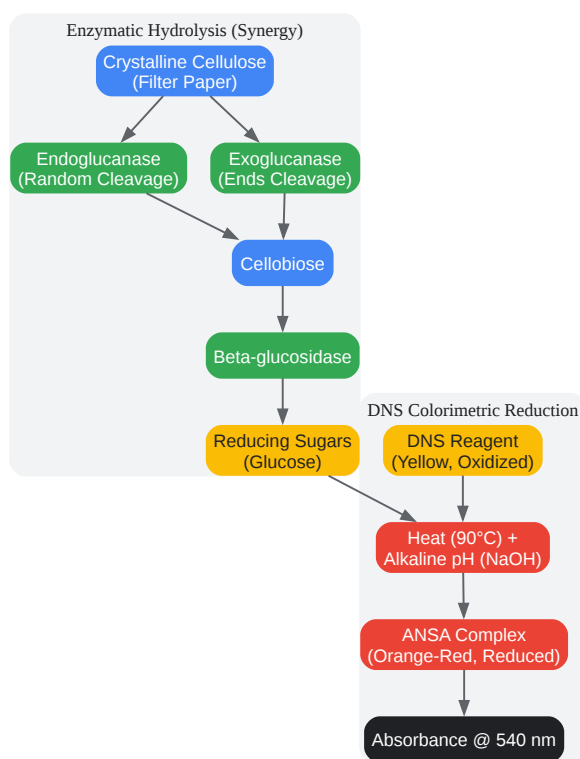 Enzymatic Hydrolysis (Synergy)
Crystalline Cellulose
(Filter Paper)
Endoglucanase
(Random Cleavage)
Exoglucanase
(Ends Cleavage)
Cellobiose
Beta-glucosidase
Reducing Sugars
(Glucose)
DNS Colorimetric Reduction
DNS Reagent
(Yellow, Oxidized)
Heat (90°C) +
Alkaline pH (NaOH)
ANSA Complex
(Orange-Red, Reduced)
Absorbance @ 540 nm